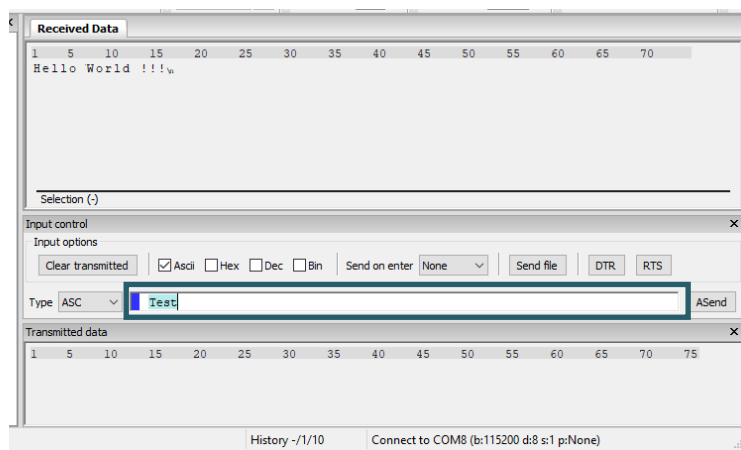 Received Data
1 5 10 15 20 25 30 35 40 45 50 55 60 65 70
Hello World !!!\n
Selection (-)
Input control
Input options
Clear transmitted Ascii Hex Dec Bin Send on enter None Send file DTR RTS
Type ASC Test ASend
Transmitted data
1 5 10 15 20 25 30 35 40 45 50 55 60 65 70 75
History -/1/10 Connect to COM8 (b:115200 d:8 s:1 p:None)